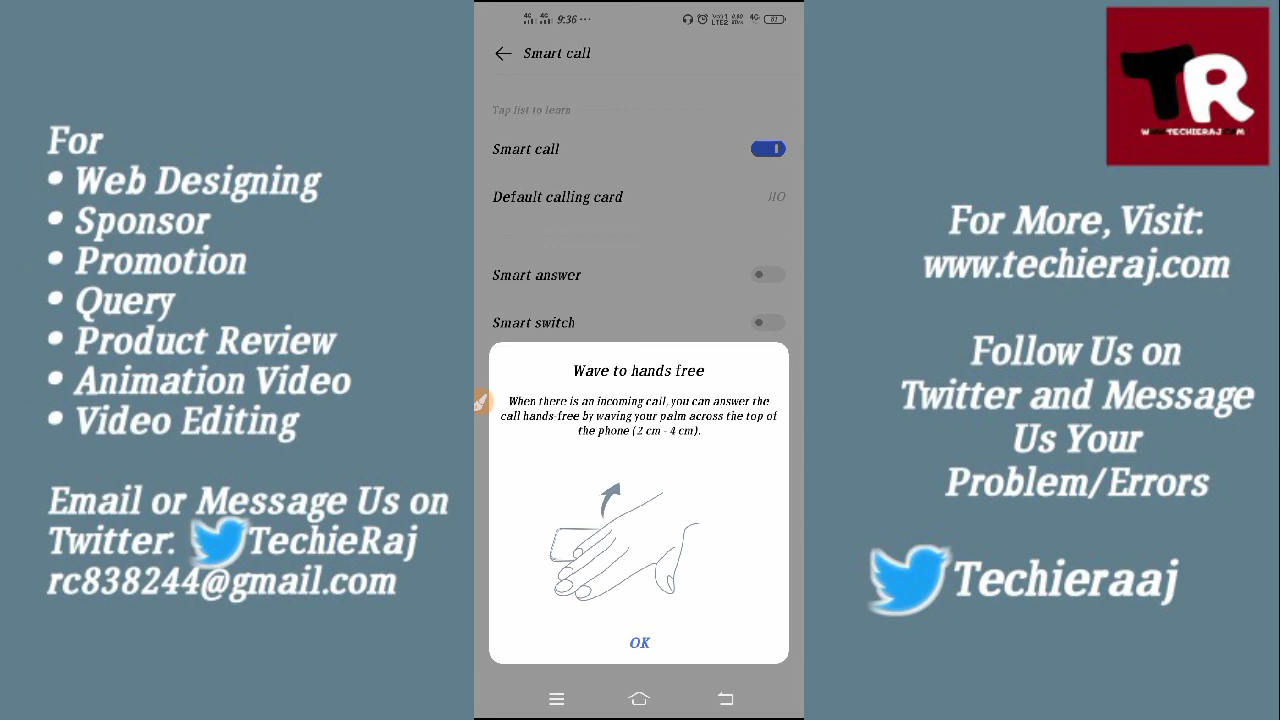 For
• Web Designing
• Sponsor
• Promotion
• Query
• Product Review
• Animation Video
• Video Editing
Email or Message Us on
Twitter: TechieRaj
rc838244@gmail.com
9:36 ···
Smart call
Tap list to learn
Smart call
Default calling card JIO
Smart answer
Smart switch
Wave to hands free
When there is an incoming call, you can answer the
call hands-free by waving your palm across the top of
the phone (2 cm - 4 cm).
OK
TR
WWW.TECHIERAJ.COM
For More, Visit:
www.techieraj.com
Follow Us on
Twitter and Message
Us Your
Problem/Errors
Techieraaj